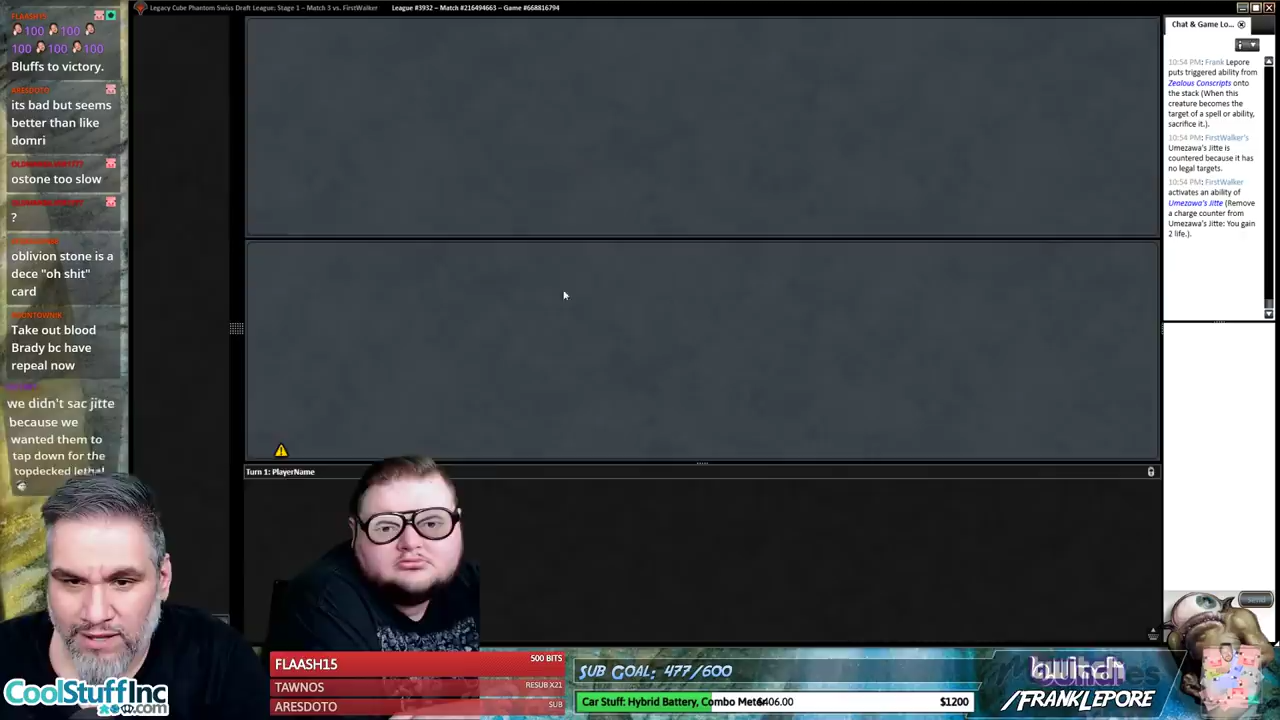 Legacy Cube Phantom Swiss Draft League; Stage 1 – Match 3 vs. FirstWalker League #3932 – Match #216494663 – Game #668816794
FLAASH15
100 100
100 100 100
Bluffs to victory.
ARESDOTO
its bad but seems
better than like
domri
ostone too slow
?
oblivion stone is a
dece "oh shit"
card
Take out blood
Brady bc have
repeal now
we didn't sac jitte
because we
wanted them to
tap down for the
topdecked lethal
Chat & Game Lo...
10:54 PM: Frank Lepore
puts triggered ability from
Zealous Conscripts onto
the stack (When this
creature becomes the
target of a spell or ability,
sacrifice it.).
10:54 PM: FirstWalker's
Umezawa's Jitte is
countered because it has
no legal targets.
10:54 PM: FirstWalker
activates an ability of
Umezawa's Jitte (Remove
a charge counter from
Umezawa's Jitte: You gain
2 life.).
Turn 1: PlayerName
Send
FLAASH15 500 BITS
TAWNOS RESUB X21
ARESDOTO SUB
SUB GOAL: 477/600
Car Stuff: Hybrid Battery, Combo Meter $1200
twitch
/FRANKLEPORE
CoolStuffInc
.com